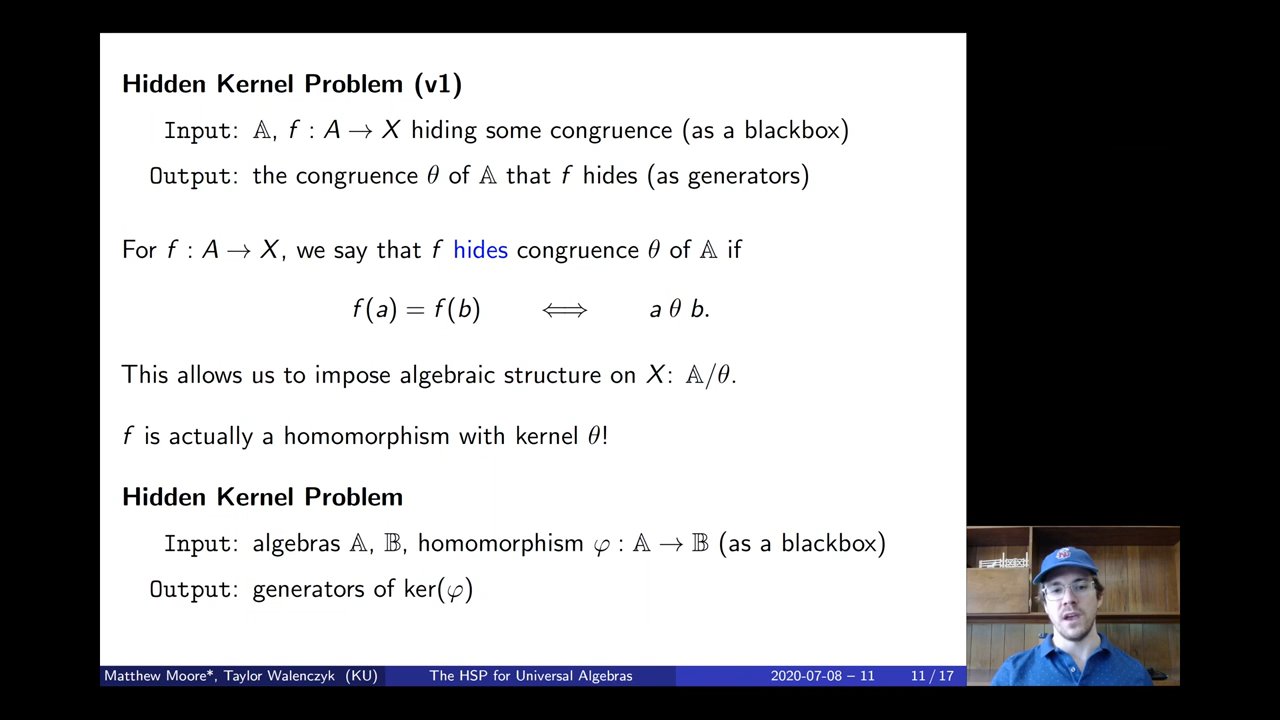 Hidden Kernel Problem (v1)
Input: 𝔸, f : A → X hiding some congruence (as a blackbox)
Output: the congruence θ of 𝔸 that f hides (as generators)
For f : A → X, we say that f hides congruence θ of 𝔸 if
f(a) = f(b) ⟺ a θ b.
This allows us to impose algebraic structure on X: 𝔸/θ.
f is actually a homomorphism with kernel θ!
Hidden Kernel Problem
Input: algebras 𝔸, 𝔹, homomorphism φ : 𝔸 → 𝔹 (as a blackbox)
Output: generators of ker(φ)
Matthew Moore*, Taylor Walenczyk (KU) The HSP for Universal Algebras 2020-07-08 – 11 11 / 17